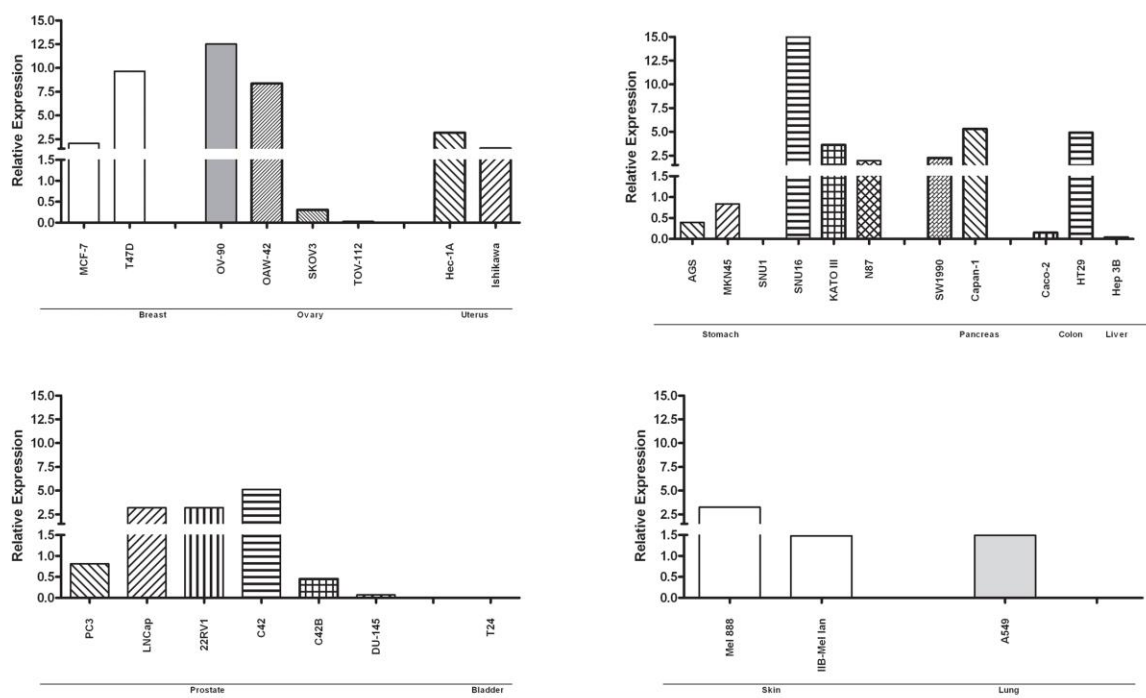 Relative Expression
15.0
12.5
10.0
7.5
5.0
2.5
1.5
1.0
0.5
0.0
MCF-7
T47D
OV-90
OAW-42
SKOV3
TOV-112
Hec-1A
Ishikawa
Breast Ovary Uterus
Relative Expression
15.0
12.5
10.0
7.5
5.0
2.5
1.5
1.0
0.5
0.0
AGS
MKN45
SNU1
SNU16
KATO III
N87
SW1990
Capan-1
Caco-2
HT29
Hep 3B
Stomach Pancreas Colon Liver
Relative Expression
15.0
12.5
10.0
7.5
5.0
2.5
1.5
1.0
0.5
0.0
PC3
LNCap
22RV1
C42
C42B
DU-145
T24
Prostate Bladder
Relative Expression
15.0
12.5
10.0
7.5
5.0
2.5
1.5
1.0
0.5
0.0
Mel 888
IIB-Mel Ian
A549
Skin Lung